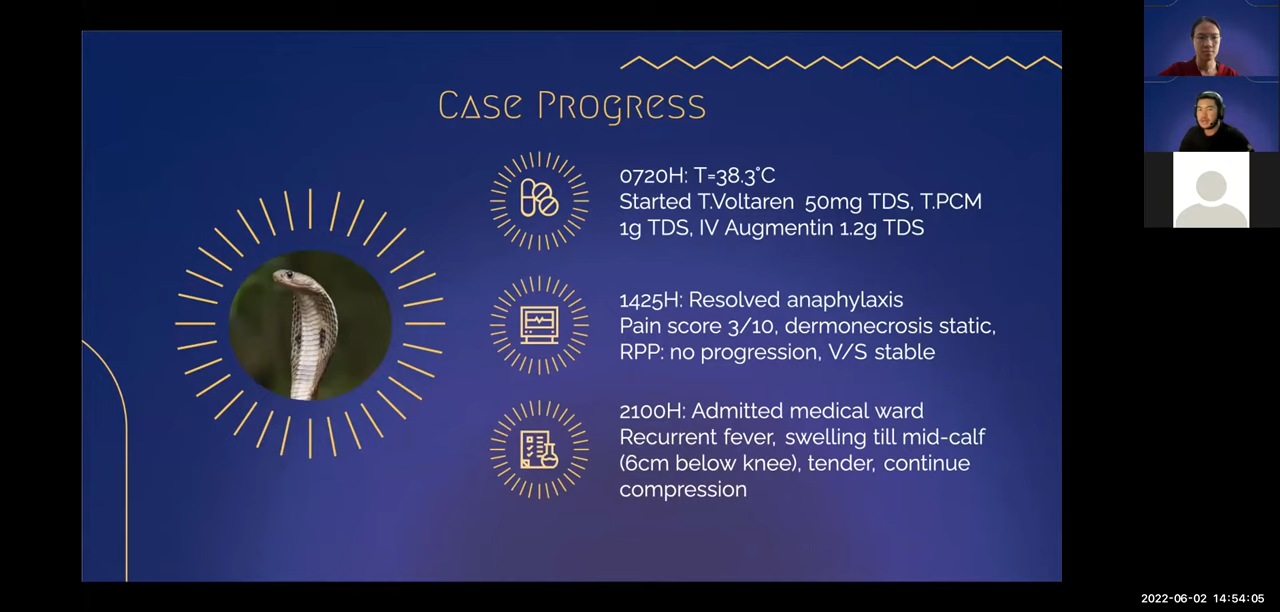 Case Progress
0720H: T=38.3°C
Started T.Voltaren 50mg TDS, T.PCM
1g TDS, IV Augmentin 1.2g TDS
1425H: Resolved anaphylaxis
Pain score 3/10, dermonecrosis static,
RPP: no progression, V/S stable
2100H: Admitted medical ward
Recurrent fever, swelling till mid-calf
(6cm below knee), tender, continue
compression
2022-06-02 14:54:05